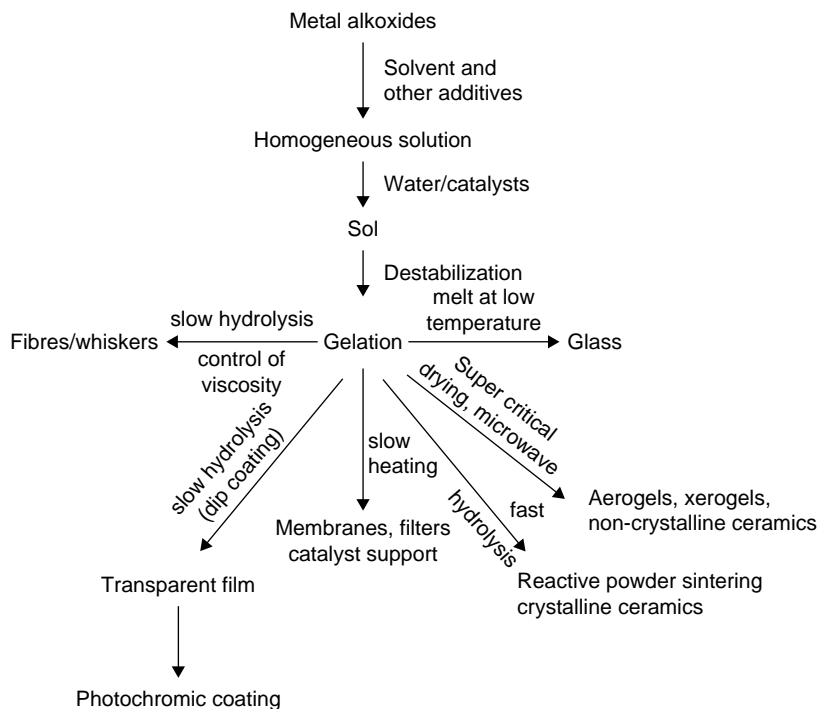 Metal alkoxides
Solvent and
other additives
Homogeneous solution
Water/catalysts
Sol
Destabilization
melt at low
temperature
slow hydrolysis
Fibres/whiskers
Gelation
Glass
control of
viscosity
Super critical
drying, microwave
slow hydrolysis
(dip coating)
slow
heating
hydrolysis
fast
Aerogels, xerogels,
non-crystalline ceramics
Membranes, filters
catalyst support
Transparent film
Reactive powder sintering
crystalline ceramics
Photochromic coating